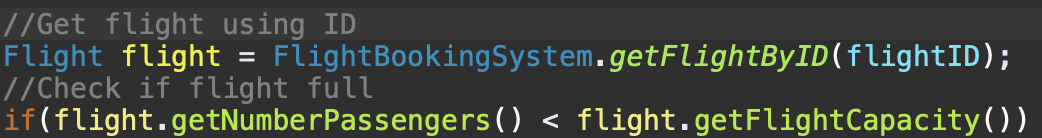 //Get flight using ID
Flight flight = FlightBookingSystem.getFlightByID(flightID);
//Check if flight full
if(flight.getNumberPassengers() < flight.getFlightCapacity())